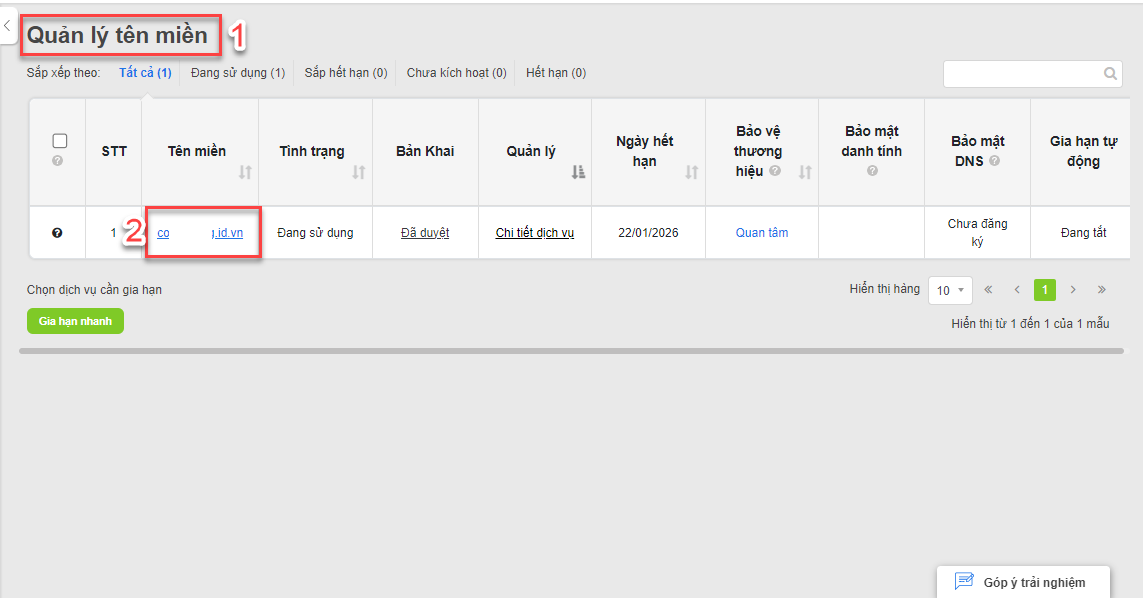 Quản lý tên miền 1
Sắp xếp theo: Tất cả (1) Đang sử dụng (1) Sắp hết hạn (0) Chưa kích hoạt (0) Hết hạn (0)
STT Tên miền Tình trạng Bản Khai Quản lý Ngày hết hạn Bảo vệ thương hiệu Bảo mật danh tính Bảo mật DNS Gia hạn tự động
1 2 co g.id.vn Đang sử dụng Đã duyệt Chi tiết dịch vụ 22/01/2026 Quan tâm Chưa đăng ký Đang tắt
Chọn dịch vụ cần gia hạn
Hiển thị hàng 10 « ‹ 1 › »
Gia hạn nhanh
Hiển thị từ 1 đến 1 của 1 mẫu
Góp ý trải nghiệm